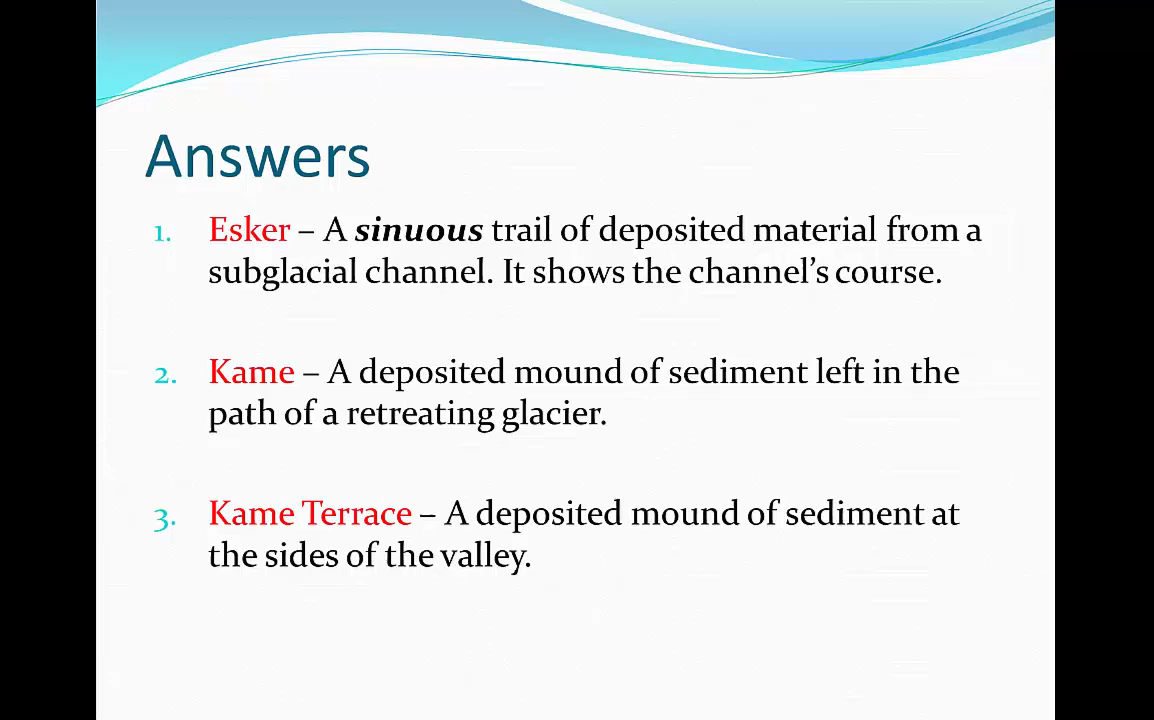 Answers
1. Esker – A sinuous trail of deposited material from a
subglacial channel. It shows the channel’s course.
2. Kame – A deposited mound of sediment left in the
path of a retreating glacier.
3. Kame Terrace – A deposited mound of sediment at
the sides of the valley.